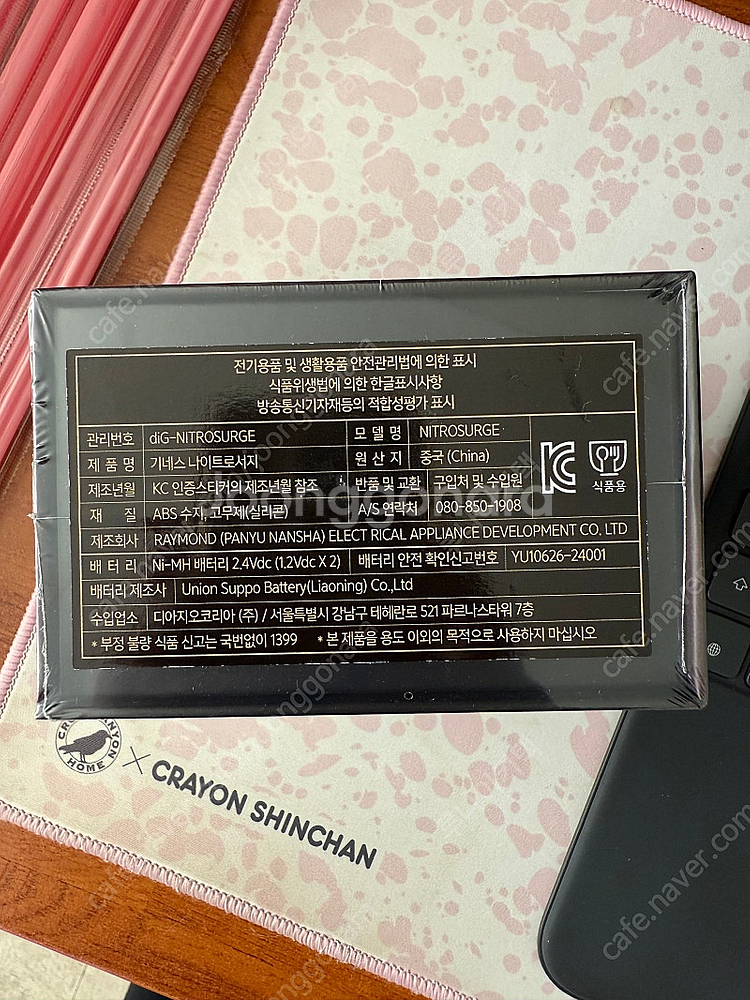 전기용품 및 생활용품 안전관리법에 의한 표시
식품위생법에 의한 한글표시사항
방송통신기자재등의 적합성평가 표시
관리번호 diG-NITROSURGE 모 델 명 NITROSURGE
제 품 명 기네스 나이트로서지 원 산 지 중국 (China)
제조년월 KC 인증스티커의 제조년월 참조 반품 및 교환 구입처 및 수입원
식품용
재 질 ABS 수지, 고무제(실리콘) A/S 연락처 080-850-1908
제조회사 RAYMOND (PANYU NANSHA) ELECT RICAL APPLIANCE DEVELOPMENT CO. LTD
배 터 리 Ni-MH 배터리 2.4Vdc (1.2Vdc X 2) 배터리 안전 확인신고번호 YU10626-24001
배터리 제조사 Union Suppo Battery(Liaoning) Co.,Ltd
수입업소 디아지오코리아 (주) / 서울특별시 강남구 테헤란로 521 파르나스타워 7층
* 부정 불량 식품 신고는 국번없이 1399 * 본 제품을 용도 이외의 목적으로 사용하지 마십시오
HOME
× CRAYON SHINCHAN
joonggonara
cafe.naver.com